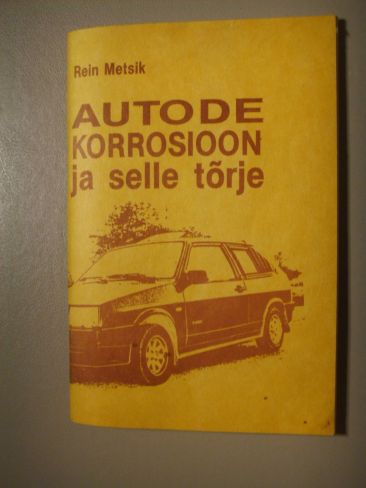 Rein Metsik
AUTODE
KORROSIOON
ja selle tõrje